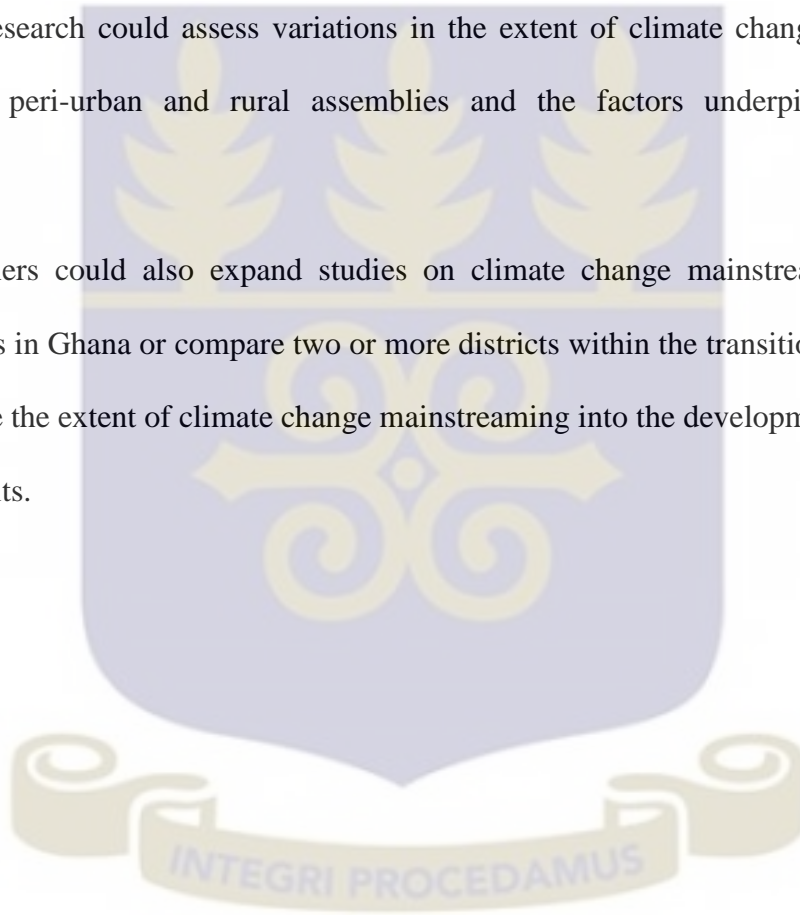 esearch could assess variations in the extent of climate chang
peri-urban and rural assemblies and the factors underpi
ers could also expand studies on climate change mainstrea
s in Ghana or compare two or more districts within the transitio
e the extent of climate change mainstreaming into the developm
ts.
INTEGRI PROCEDAMUS